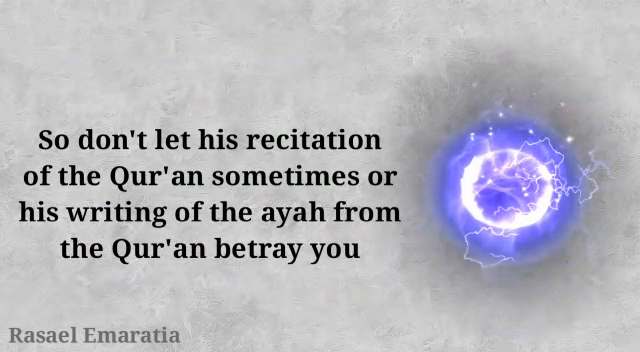 So don't let his recitation
of the Qur'an sometimes or
his writing of the ayah from
the Qur'an betray you
Rasael Emaratia